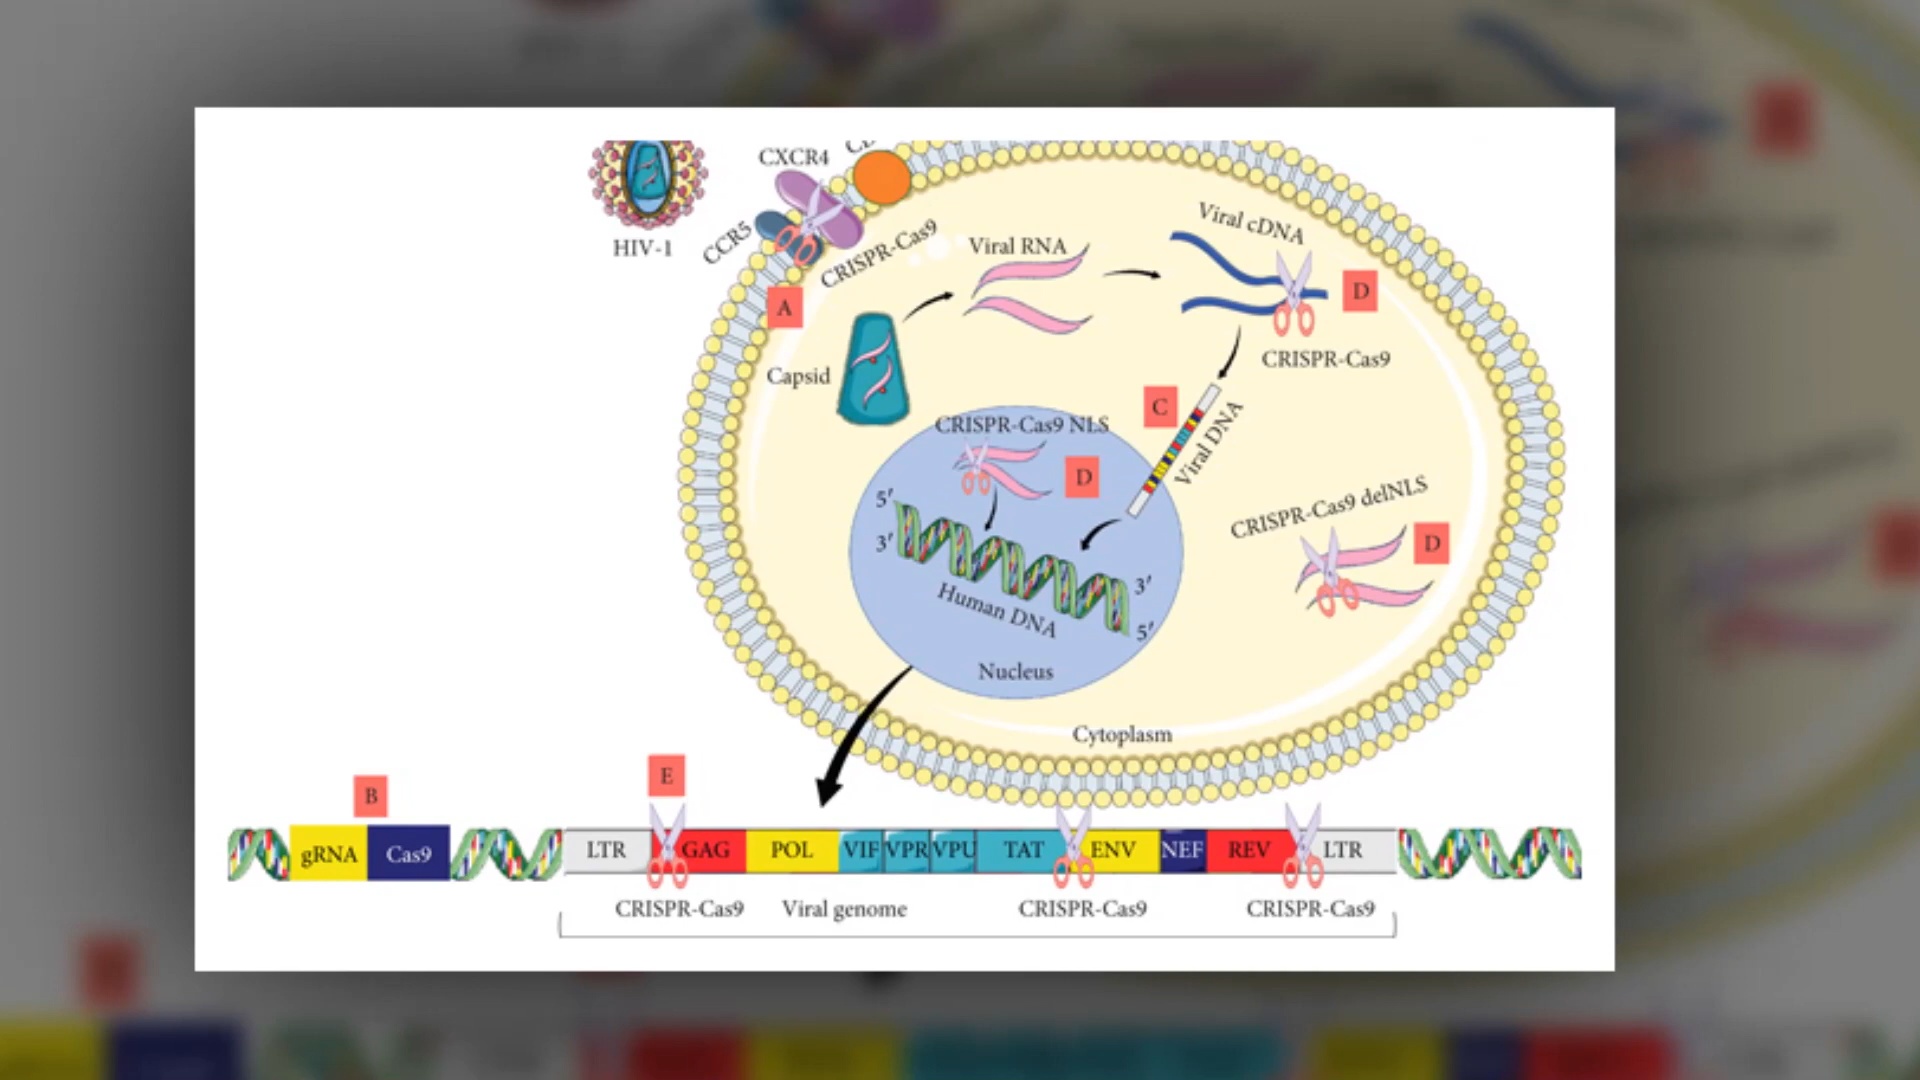 CXCR4
HIV-1
CCR5
CRISPR-Cas9
A
Viral RNA
Viral cDNA
D
CRISPR-Cas9
Capsid
C
Viral DNA
CRISPR-Cas9 NLS
D
5′
3′
3′
5′
Human DNA
Nucleus
CRISPR-Cas9 delNLS
D
Cytoplasm
E
B
gRNA Cas9 LTR GAG POL VIF VPR VPU TAT ENV NEF REV LTR
CRISPR-Cas9 Viral genome CRISPR-Cas9 CRISPR-Cas9